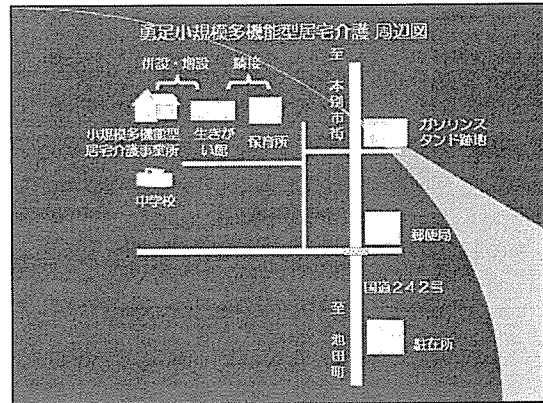 勇足小規模多機能型居宅介護 周辺図
併設・増設
隣接
至 本別市街
小規模多機能型
居宅介護事業所
生きが
い館
保育所
ガソリンス
タンド跡地
中学校
郵便局
国道242号
至 池田町
駐在所